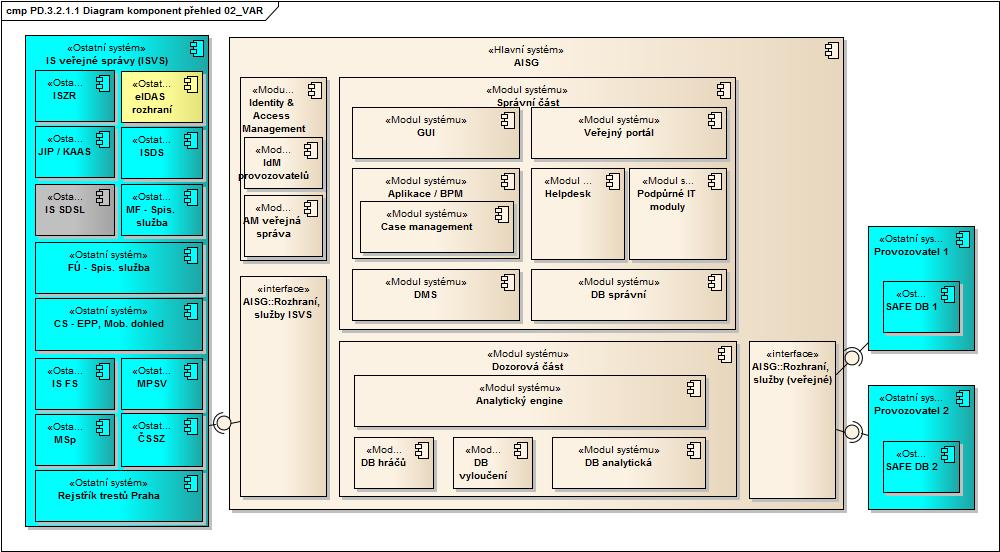 cmp PD.3.2.1.1 Diagram komponent přehled 02_VAR
«Ostatní systém»
IS veřejné správy (ISVS)
«Osta...
ISZR
«Ostat...
eIDAS
rozhraní
«Osta...
JIP / KAAS
«Ostat...
ISDS
«Osta...
IS SDSL
«Ostat...
MF - Spis.
služba
«Ostatní systém»
FÚ - Spis. služba
«Ostatní systém»
CS - EPP, Mob. dohled
«Osta...
IS FS
«Ostat...
MPSV
«Osta...
MSp
«Ostat...
ČSSZ
«Ostatní systém»
Rejstřík trestů Praha
«Hlavní systém»
AISG
«Modu...
Identity &
Access
Management
«Mod...
IdM
provozovatelů
«Mod...
AM veřejná
správa
«interface»
AISG::Rozhraní,
služby ISVS
«Modul systému»
Správní část
«Modul systému»
GUI
«Modul systému»
Veřejný portál
«Modul systému»
Aplikace / BPM
«Modul systému»
Case management
«Modul ...
Helpdesk
«Modul s...
Podpůrné IT
moduly
«Modul systému»
DMS
«Modul systému»
DB správní
«Modul systému»
Dozorová část
«Modul systému»
Analytický engine
«Mod...
DB hráčů
«Mod...
DB
vyloučení
«Modul systému»
DB analytická
«interface»
AISG::Rozhraní,
služby (veřejné)
«Ostatní sys...
Provozovatel 1
«Ost...
SAFE DB 1
«Ostatní sys...
Provozovatel 2
«Ost...
SAFE DB 2